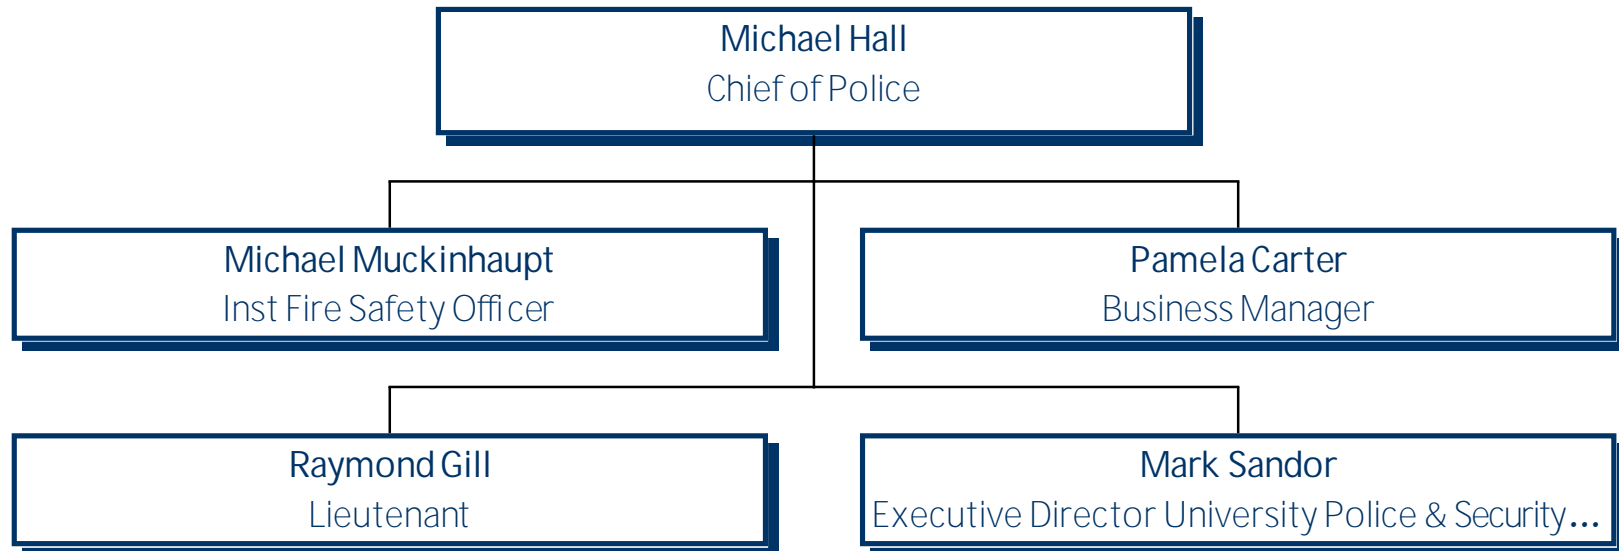 Michael Hall
Chief of Police
Michael Muckinhaupt
Inst Fire Safety Officer
Pamela Carter
Business Manager
Raymond Gill
Lieutenant
Mark Sandor
Executive Director University Police & Security...